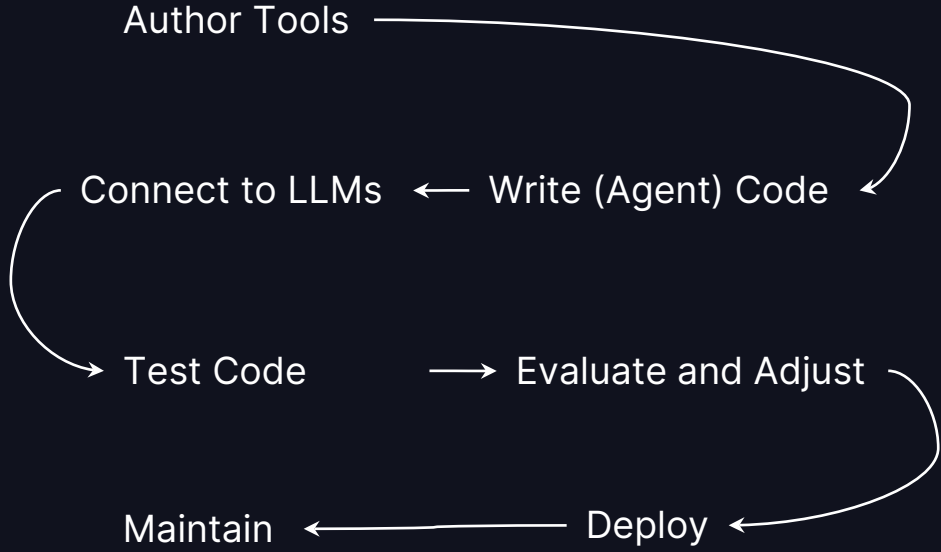 Author Tools
Connect to LLMs
Write (Agent) Code
Test Code
Evaluate and Adjust
Maintain
Deploy